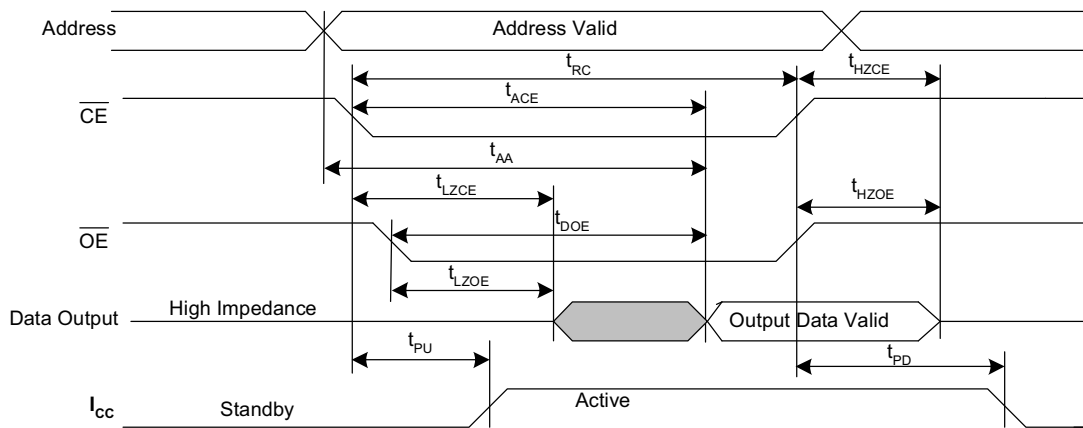 Address
Address Valid
tRC
tHZCE
tACE
CE
tAA
tLZCE
tHZOE
OE
tDOE
tLZOE
Data Output
High Impedance
Output Data Valid
tPU
tPD
ICC
Standby
Active